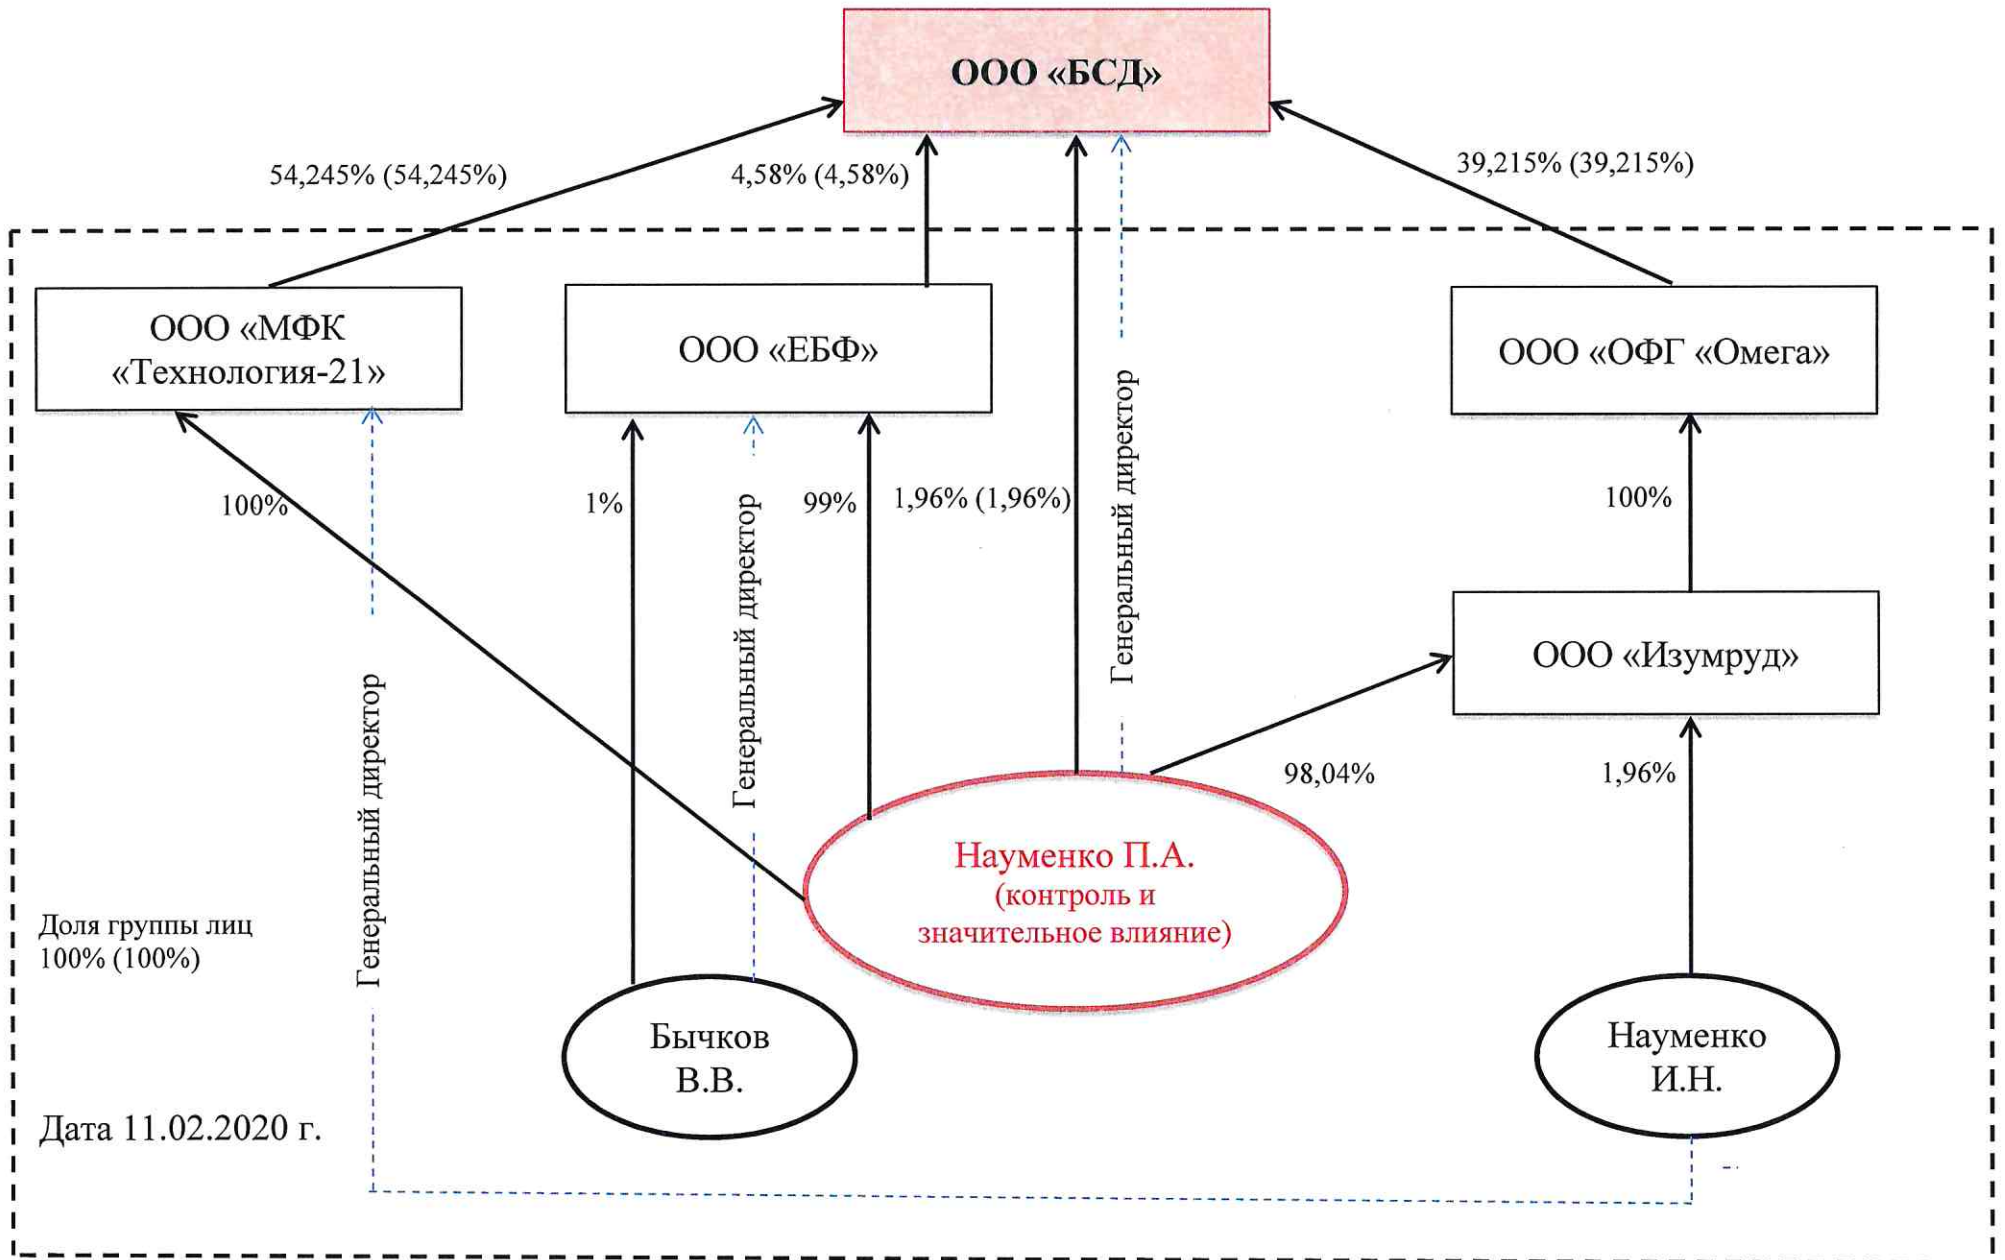 ООО «БСД»
54,245% (54,245%)
4,58% (4,58%)
39,215% (39,215%)
ООО «МФК
«Технология-21»
ООО «ЕБФ»
ООО «ОФГ «Омега»
100%
1%
Генеральный директор
99%
1,96% (1,96%)
Генеральный директор
100%
ООО «Изумруд»
Генеральный директор
98,04%
1,96%
Науменко П.А.
(контроль и
значительное влияние)
Доля группы лиц
100% (100%)
Бычков
В.В.
Науменко
И.Н.
Дата 11.02.2020 г.